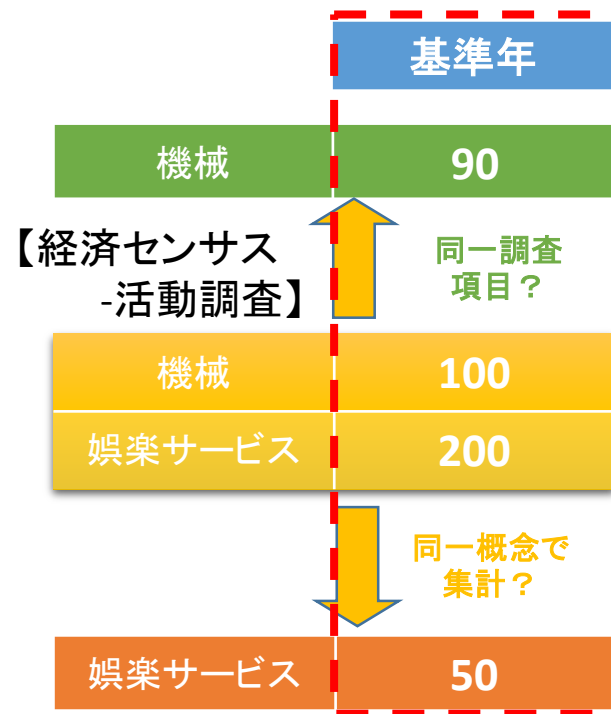 基準年
機械 90
【経済センサス
-活動調査】
同一調査
項目？
機械 100
娯楽サービス 200
同一概念で
集計？
娯楽サービス 50